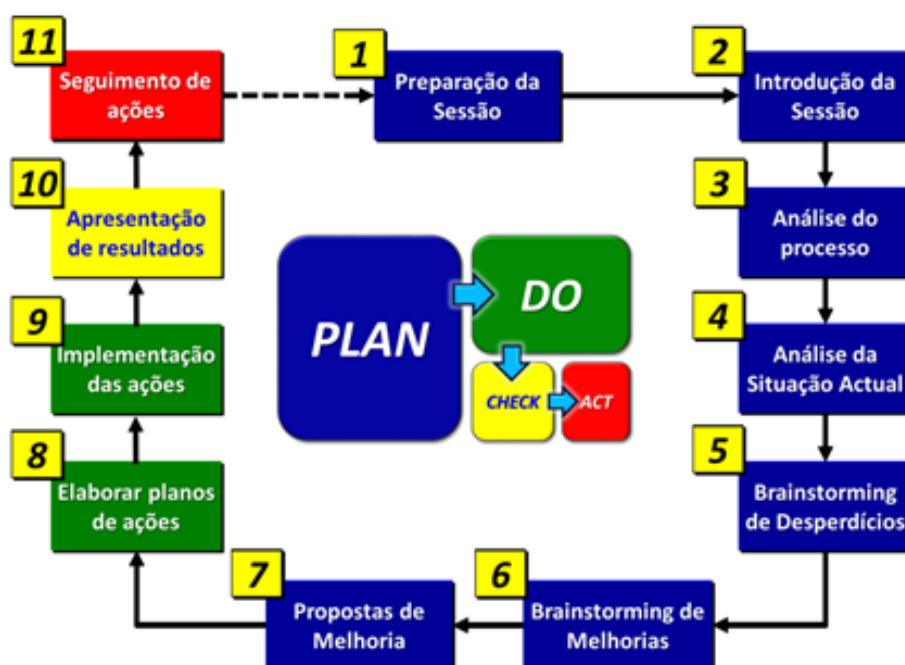 11
Seguimento de
ações
1
Preparação da
Sessão
2
Introdução da
Sessão
10
Apresentação
de resultados
3
Análise do
processo
PLAN
DO
CHECK
ACT
9
Implementação
das ações
4
Análise da
Situação Actual
8
Elaborar planos
de ações
5
Brainstorming
de Desperdícios
7
Propostas de
Melhoria
6
Brainstorming de
Melhorias